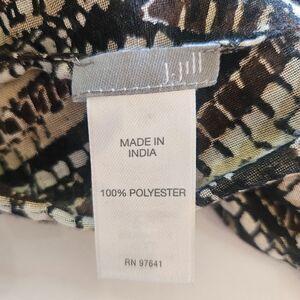 J.Jill
MADE IN
INDIA
100% POLYESTER
RN 97641